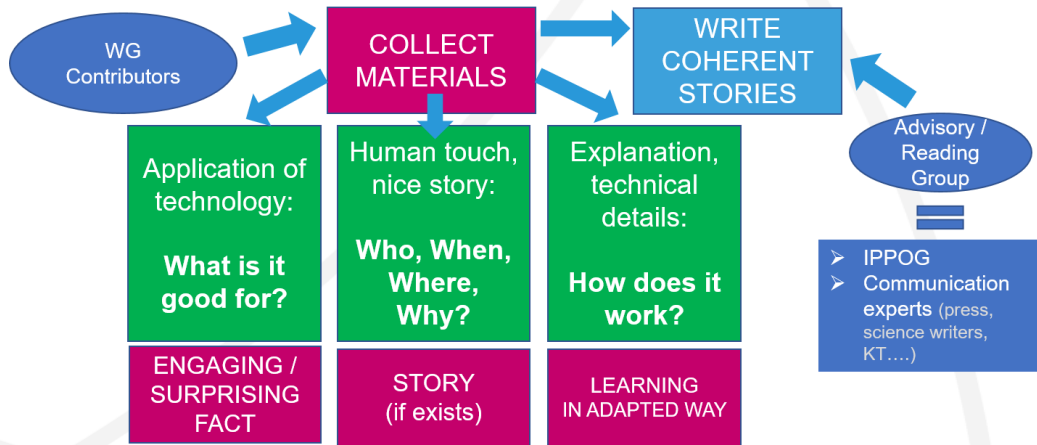 WG
Contributors
COLLECT
MATERIALS
WRITE
COHERENT
STORIES
Advisory /
Reading
Group
Application of
technology:
What is it
good for?
Human touch,
nice story:
Who, When,
Where,
Why?
Explanation,
technical
details:
How does it
work?
➢ IPPOG
➢ Communication
experts (press,
science writers,
KT….)
ENGAGING /
SURPRISING
FACT
STORY
(if exists)
LEARNING
IN ADAPTED WAY